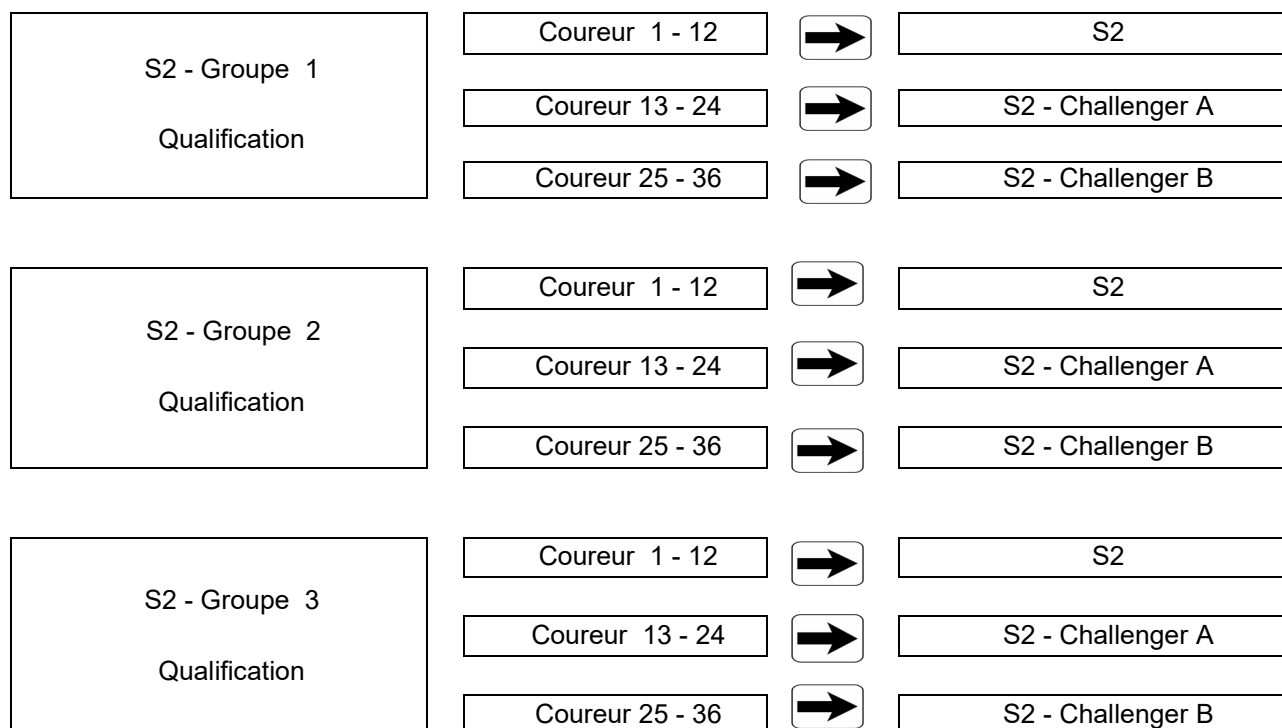 S2 - Groupe 1
Qualification
Coureur 1 - 12
S2
Coureur 13 - 24
S2 - Challenger A
Coureur 25 - 36
S2 - Challenger B
S2 - Groupe 2
Qualification
Coureur 1 - 12
S2
Coureur 13 - 24
S2 - Challenger A
Coureur 25 - 36
S2 - Challenger B
S2 - Groupe 3
Qualification
Coureur 1 - 12
S2
Coureur 13 - 24
S2 - Challenger A
Coureur 25 - 36
S2 - Challenger B